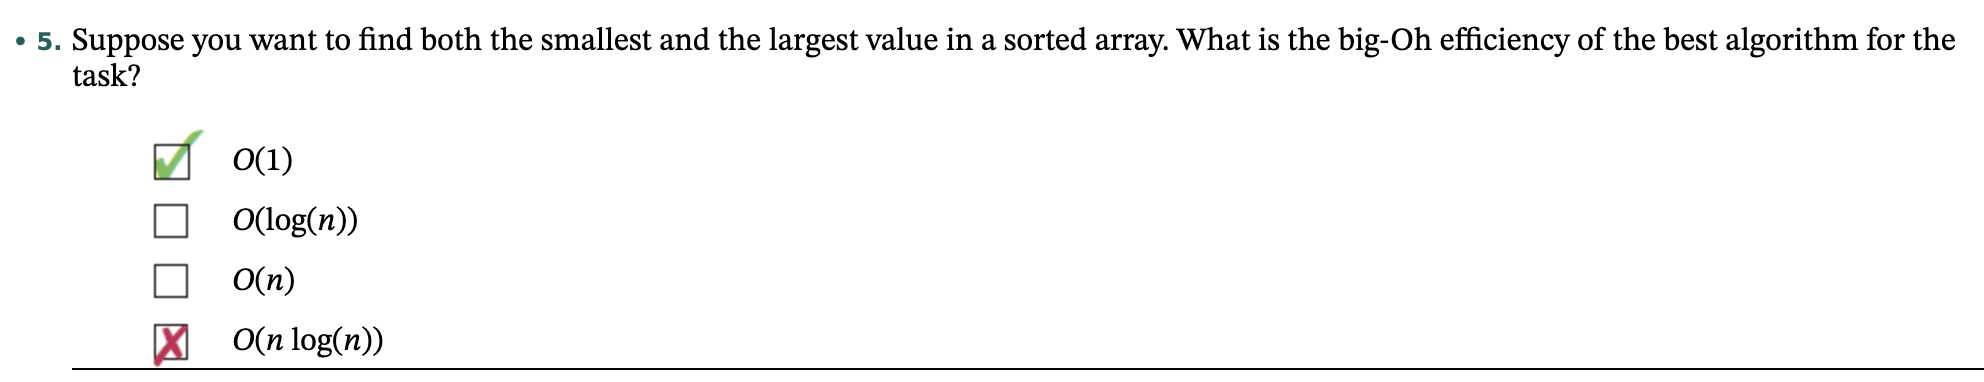 • 5. Suppose you want to find both the smallest and the largest value in a sorted array. What is the big-Oh efficiency of the best algorithm for the
task?
O(1)
O(log(n))
O(n)
O(n log(n))